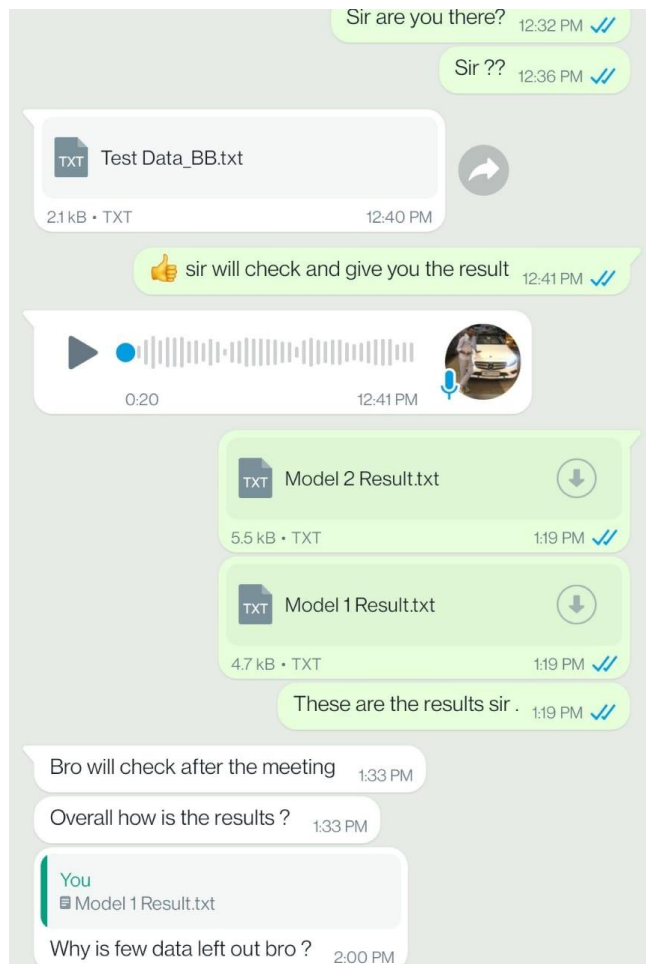 Sir are you there? 12:32 PM
Sir ?? 12:36 PM
TXT Test Data_BB.txt
2.1 kB • TXT 12:40 PM
👍 sir will check and give you the result 12:41 PM
0:20 12:41 PM
TXT Model 2 Result.txt
5.5 kB • TXT 1:19 PM
TXT Model 1 Result.txt
4.7 kB • TXT 1:19 PM
These are the results sir . 1:19 PM
Bro will check after the meeting 1:33 PM
Overall how is the results ? 1:33 PM
You
Model 1 Result.txt
Why is few data left out bro ? 2:00 PM